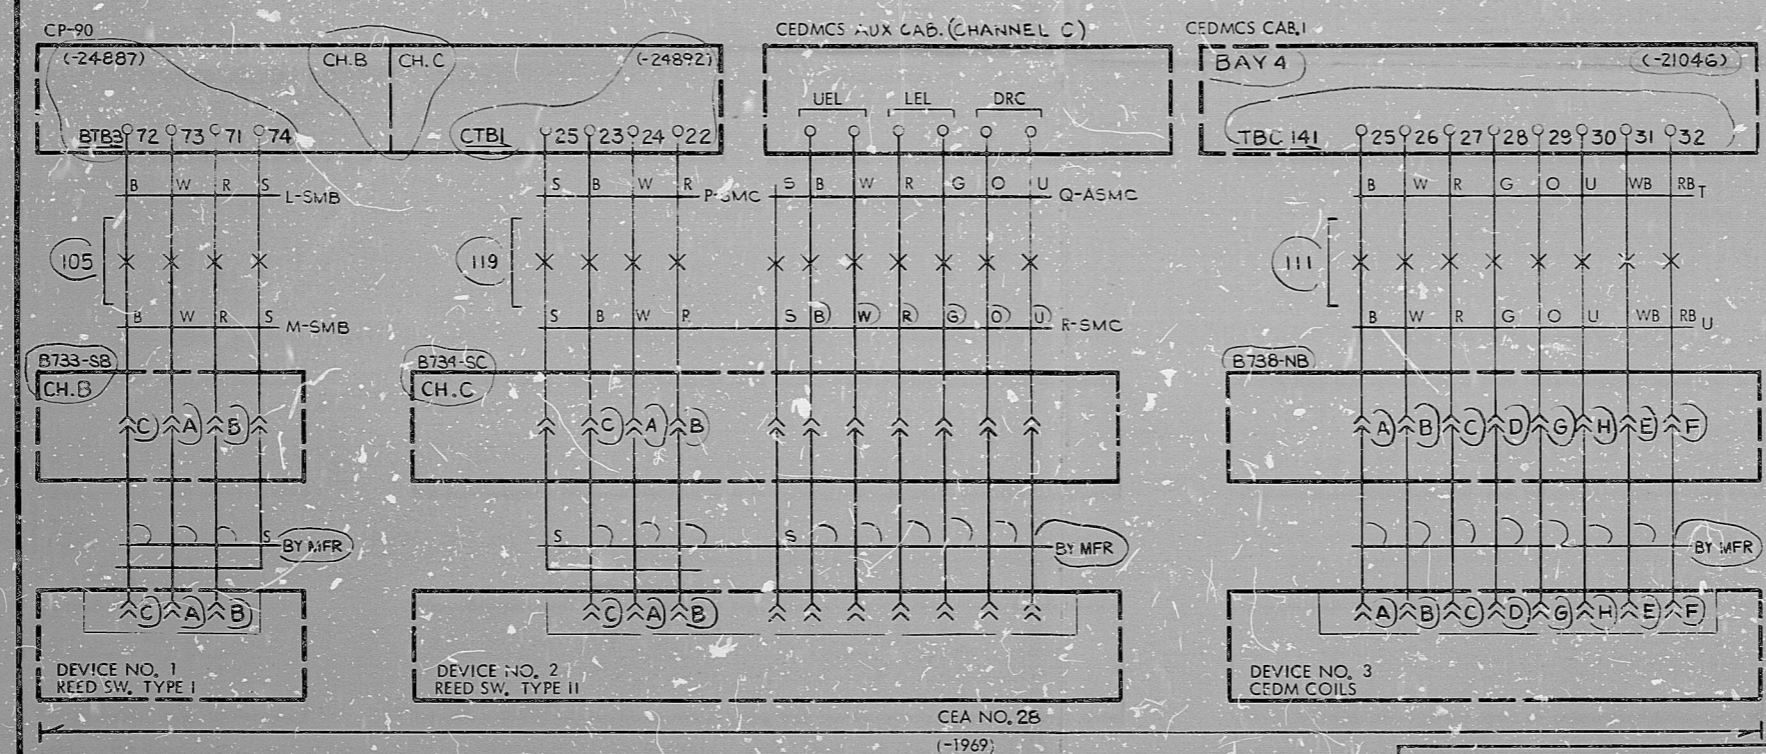 CP-90
CEDMCS AUX CAB. (CHANNEL C)
CEDMCS CAB.1
(-24887) CH.B CH.C (-24892)
BAY 4 (-21046)
UEL LEL DRC
BTB3 72 73 71 74
CTB1 25 23 24 22
TBC 141 25 26 27 28 29 30 31 32
B W R S L-SMB
S B W R P-SMC
S B W R G O U Q-ASMC
B W R G O U WB RB T
105
119
111
B W R S M-SMB
S B W R
S B W R G O U R-SMC
B W R G O U WB RB U
B733-SB
B734-SC
B738-NB
CH.B
CH.C
C A B
C A B
A B C D G H E F
S BY MFR
S S BY MFR
BY MFR
C A B
C A B
A B C D G H E F
DEVICE NO. 1
REED SW. TYPE I
DEVICE NO. 2
REED SW. TYPE II
DEVICE NO. 3
CEDM COILS
CEA NO. 28
(-1969)